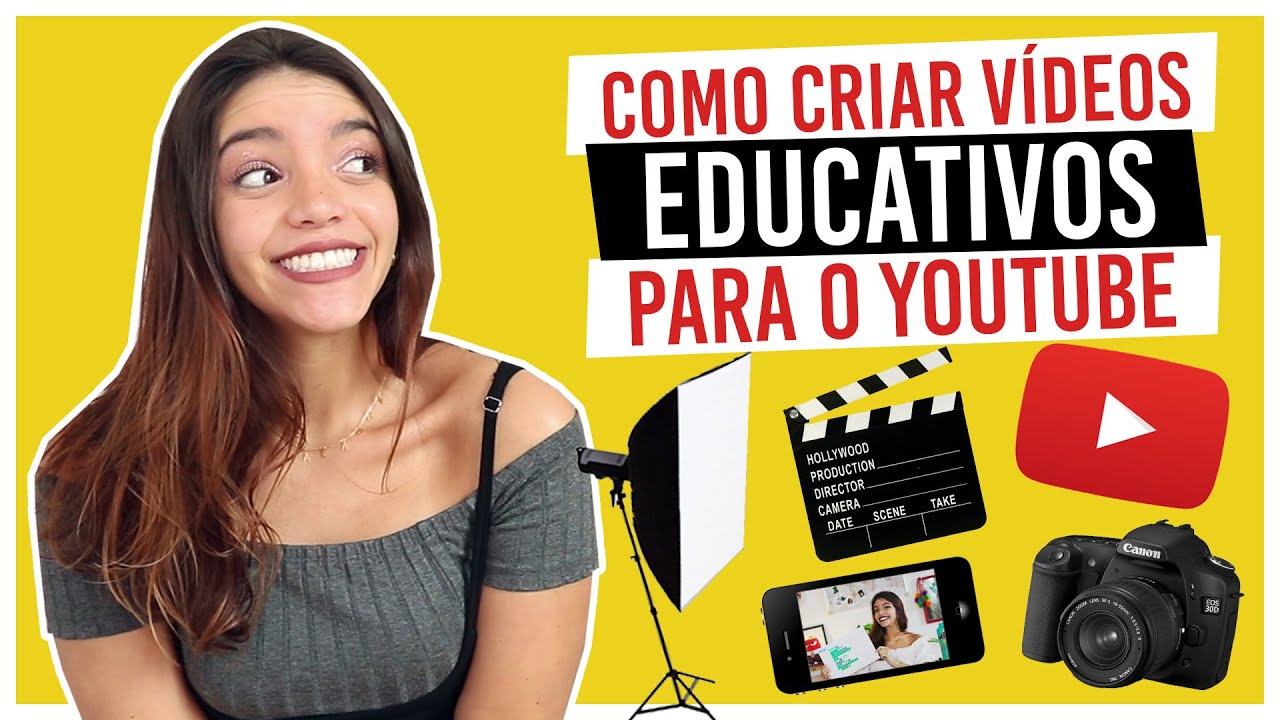 COMO CRIAR VÍDEOS
EDUCATIVOS
PARA O YOUTUBE
HOLLYWOOD
PRODUCTION
DIRECTOR
CAMERA
DATE SCENE TAKE
Canon
EOS
30D